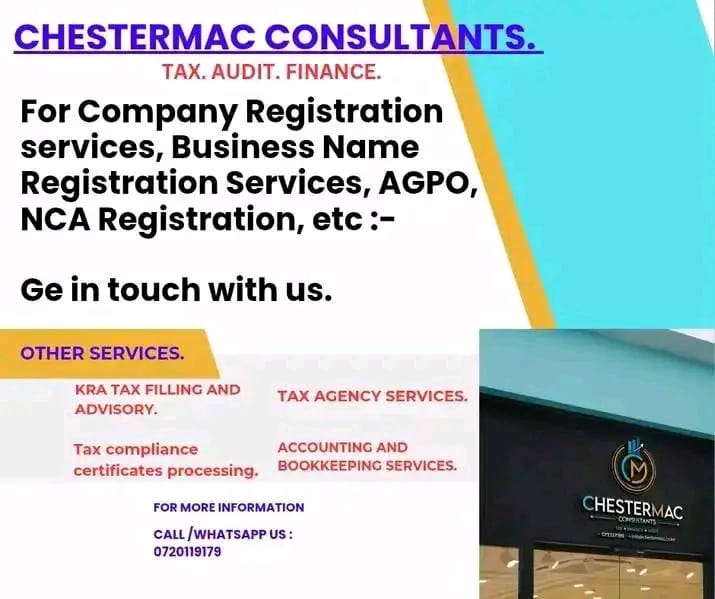 CHESTERMAC CONSULTANTS.
TAX. AUDIT. FINANCE.
For Company Registration
services, Business Name
Registration Services, AGPO,
NCA Registration, etc :-
Ge in touch with us.
OTHER SERVICES.
KRA TAX FILLING AND
ADVISORY.
TAX AGENCY SERVICES.
Tax compliance
certificates processing.
ACCOUNTING AND
BOOKKEEPING SERVICES.
FOR MORE INFORMATION
CALL /WHATSAPP US :
0720119179
CHESTERMAC
CONSULTANTS